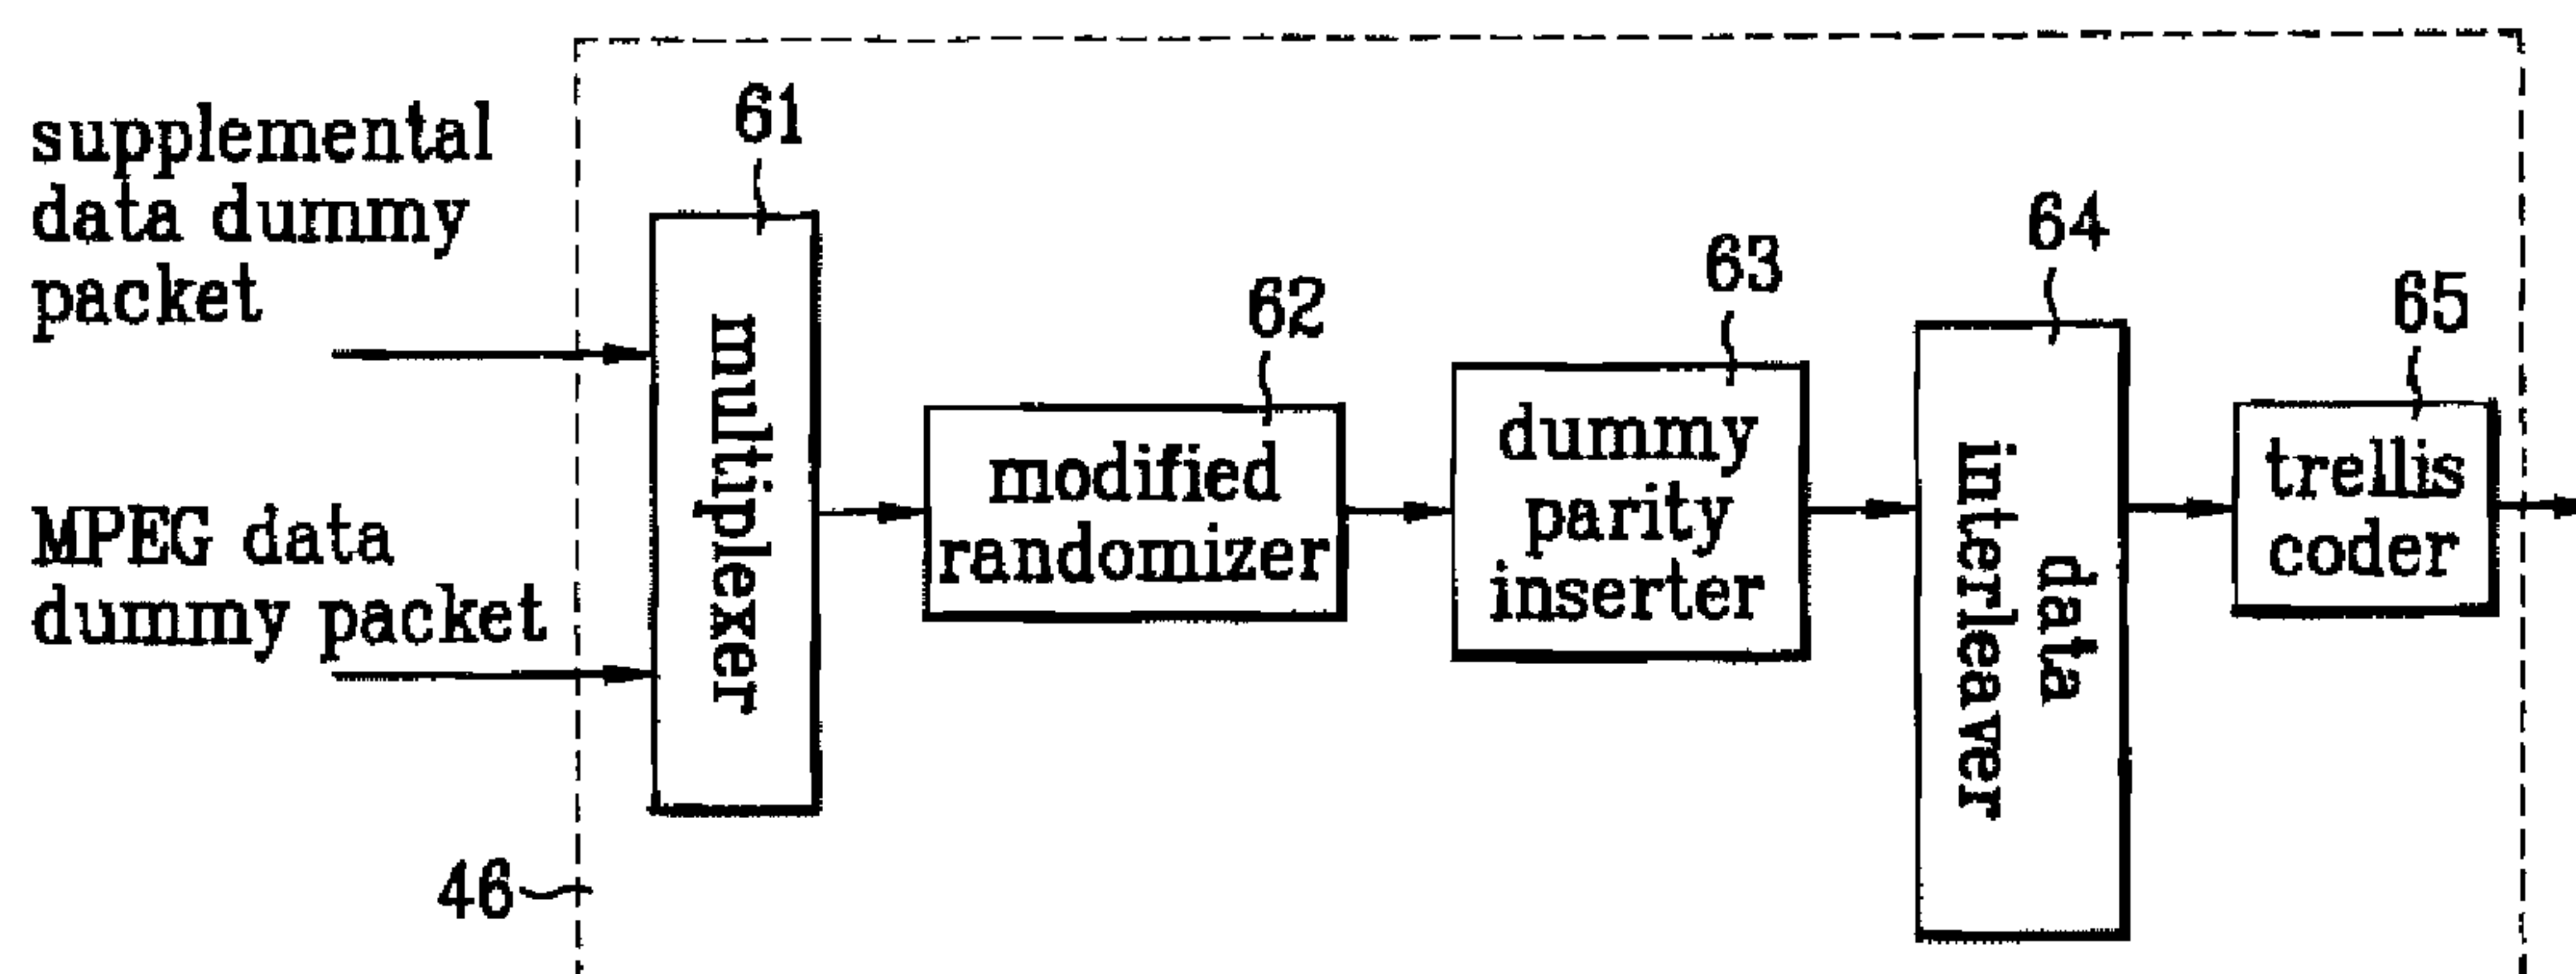 supplemental
data dummy
packet
MPEG data
dummy packet
46
61
multiplexer
62
modified
randomizer
63
dummy
parity
inserter
64
data
interleaver
65
trellis
coder